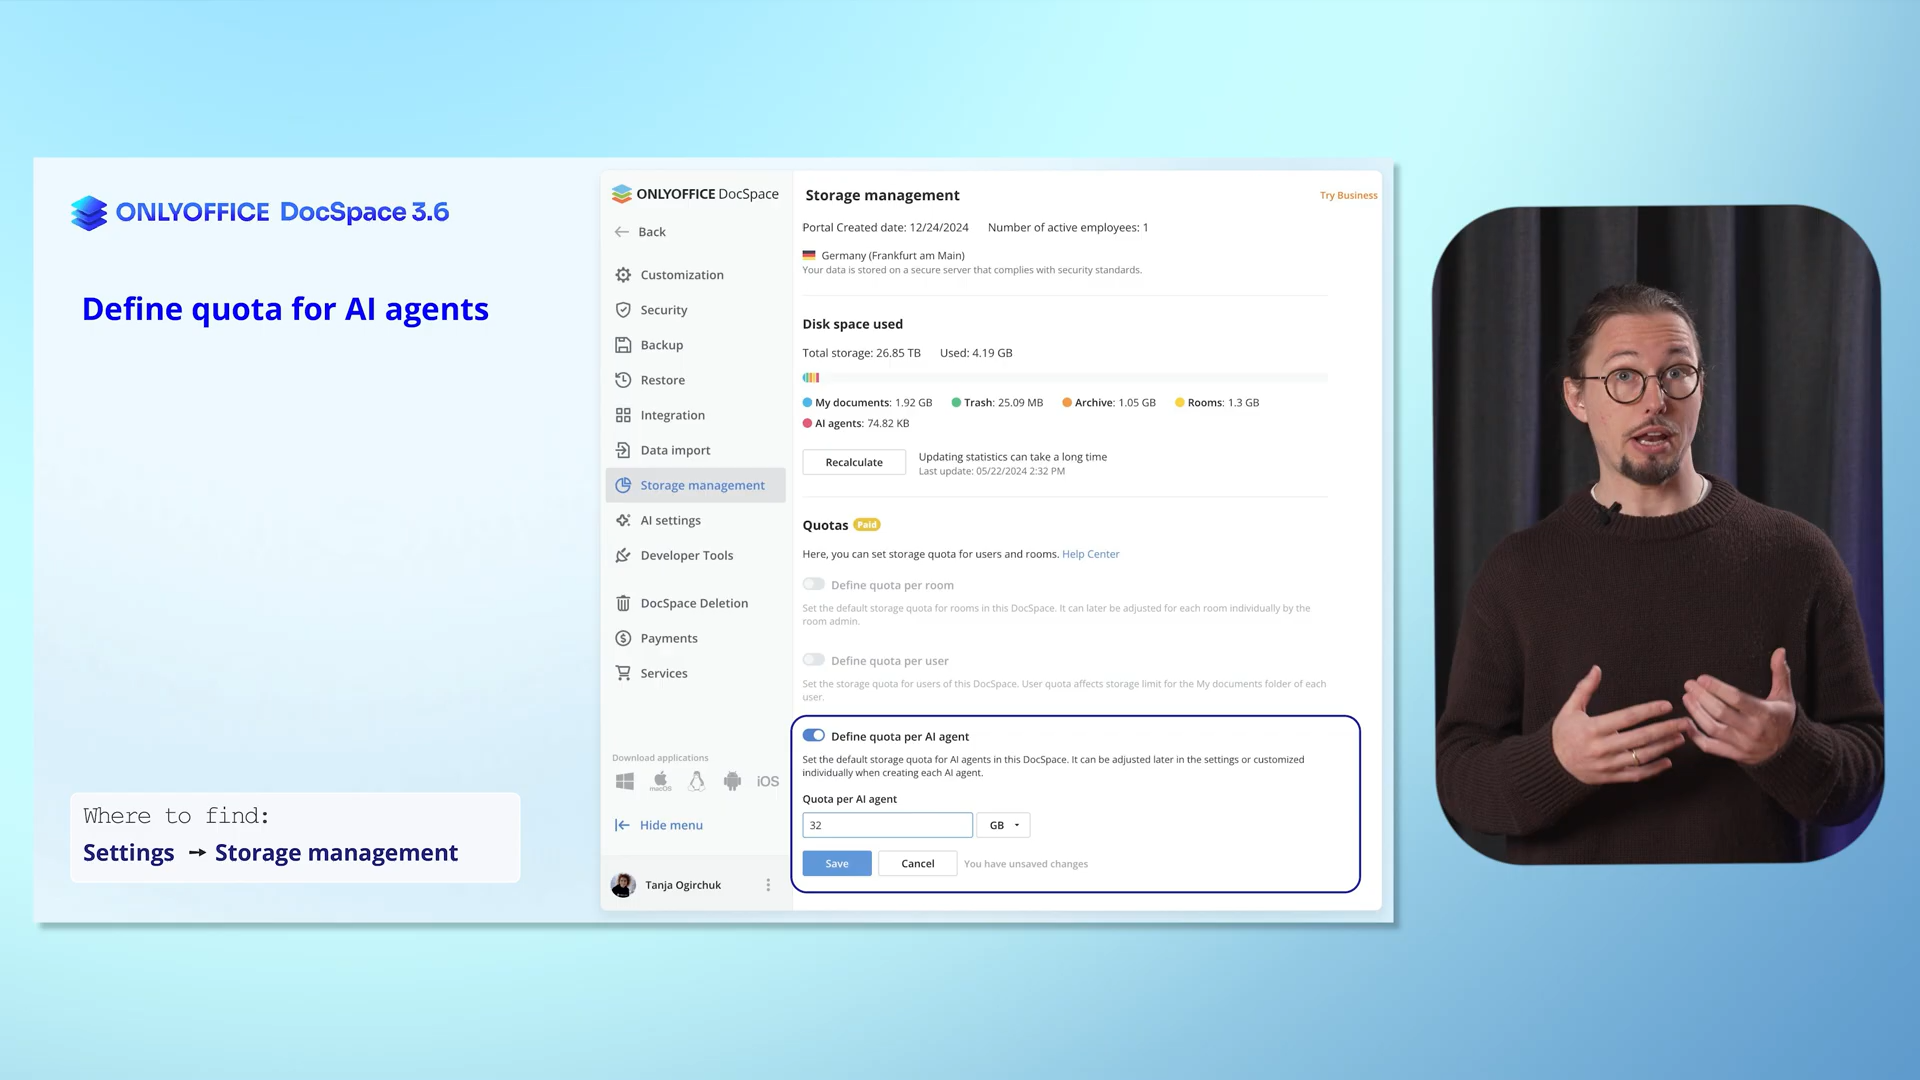 ONLYOFFICE DocSpace 3.6
Define quota for AI agents
Where to find:
Settings → Storage management
ONLYOFFICE DocSpace
Back
Customization
Security
Backup
Restore
Integration
Data import
Storage management
AI settings
Developer Tools
DocSpace Deletion
Payments
Services
Download applications
macOS
iOS
Hide menu
Tanja Ogirchuk
Storage management
Try Business
Portal Created date: 12/24/2024 Number of active employees: 1
Germany (Frankfurt am Main)
Your data is stored on a secure server that complies with security standards.
Disk space used
Total storage: 26.85 TB Used: 4.19 GB
My documents: 1.92 GB Trash: 25.09 MB Archive: 1.05 GB Rooms: 1.3 GB
AI agents: 74.82 KB
Recalculate
Updating statistics can take a long time
Last update: 05/22/2024 2:32 PM
Quotas Paid
Here, you can set storage quota for users and rooms. Help Center
Define quota per room
Set the default storage quota for rooms in this DocSpace. It can later be adjusted for each room individually by the
room admin.
Define quota per user
Set the storage quota for users of this DocSpace. User quota affects storage limit for the My documents folder of each
user.
Define quota per AI agent
Set the default storage quota for AI agents in this DocSpace. It can be adjusted later in the settings or customized
individually when creating each AI agent.
Quota per AI agent
32 GB
Save Cancel You have unsaved changes